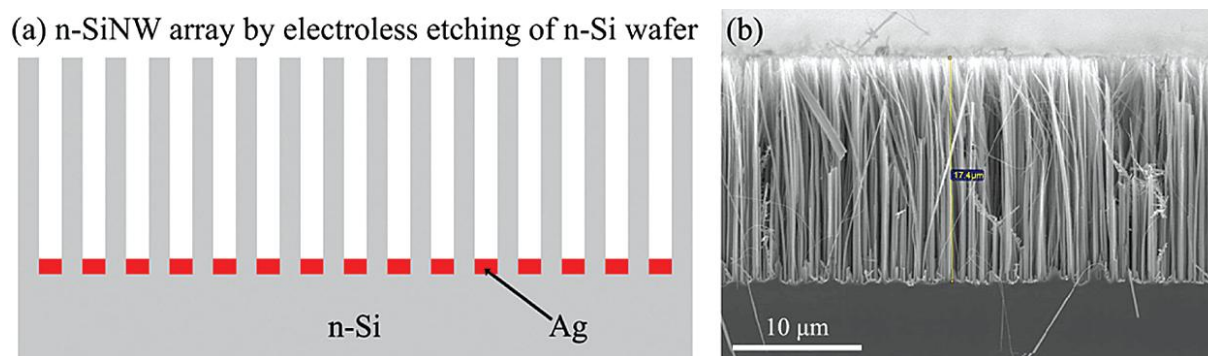 (a) n-SiNW array by electroless etching of n-Si wafer
n-Si
Ag
(b)
17.4µm
10 µm